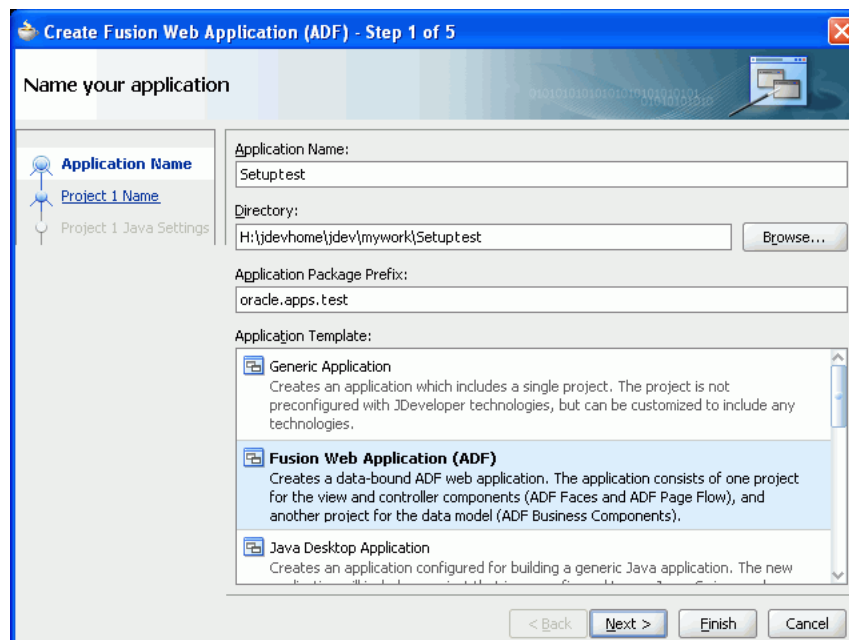 Create Fusion Web Application (ADF) - Step 1 of 5
Name your application
Application Name
Project 1 Name
Project 1 Java Settings
Application Name:
Setuptest
Directory:
H:\jdevhome\jdev\mywork\Setuptest
Browse...
Application Package Prefix:
oracle.apps.test
Application Template:
Generic Application
Creates an application which includes a single project. The project is not
preconfigured with JDeveloper technologies, but can be customized to include any
technologies.
Fusion Web Application (ADF)
Creates a data-bound ADF web application. The application consists of one project
for the view and controller components (ADF Faces and ADF Page Flow), and
another project for the data model (ADF Business Components).
Java Desktop Application
Creates an application configured for building a generic Java application. The new
< Back
Next >
Finish
Cancel